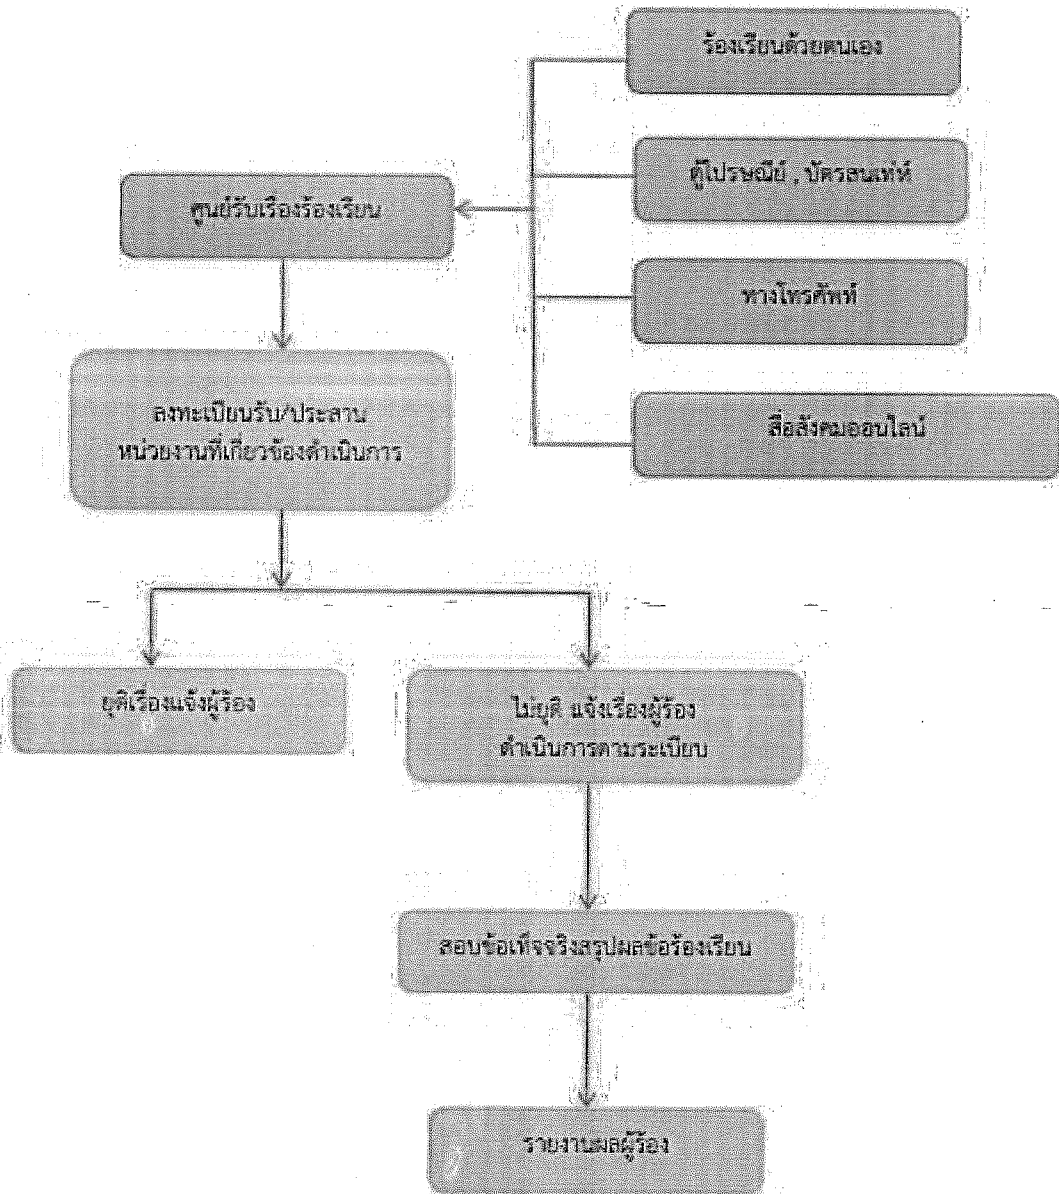 ร้องเรียนด้วยตนเอง
ตู้ไปรษณีย์ , บัตรสนเท่ห์
ศูนย์รับเรื่องร้องเรียน
ทางโทรศัพท์
ลงทะเบียนรับ/ประสาน
หน่วยงานที่เกี่ยวข้องดำเนินการ
สื่อสังคมออนไลน์
ยุติเรื่องแจ้งผู้ร้อง
ไม่ยุติ แจ้งเรื่องผู้ร้อง
ดำเนินการตามระเบียบ
สอบข้อเท็จจริงสรุปผลข้อร้องเรียน
รายงานผลผู้ร้อง